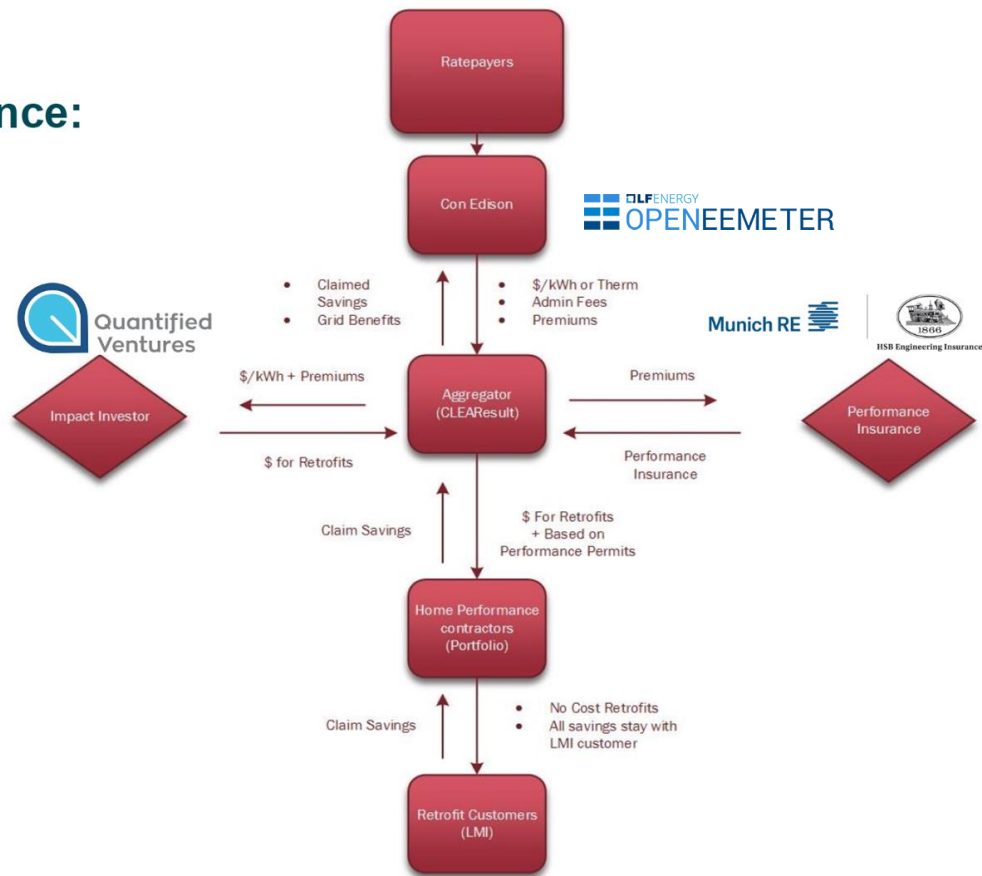 nce:
Ratepayers
Con Edison
LFENERGY
OPENEEMETER
• Claimed
Savings
• Grid Benefits
• $/kWh or Therm
• Admin Fees
• Premiums
Quantified
Ventures
Munich RE
1866
HSB Engineering Insurance
$/kWh + Premiums
Premiums
Impact Investor
Aggregator
(CLEAResult)
Performance
Insurance
$ for Retrofits
Performance
Insurance
Claim Savings
$ For Retrofits
+ Based on
Performance Permits
Home Performance
contractors
(Portfolio)
Claim Savings
• No Cost Retrofits
• All savings stay with
LMI customer
Retrofit Customers
(LMI)